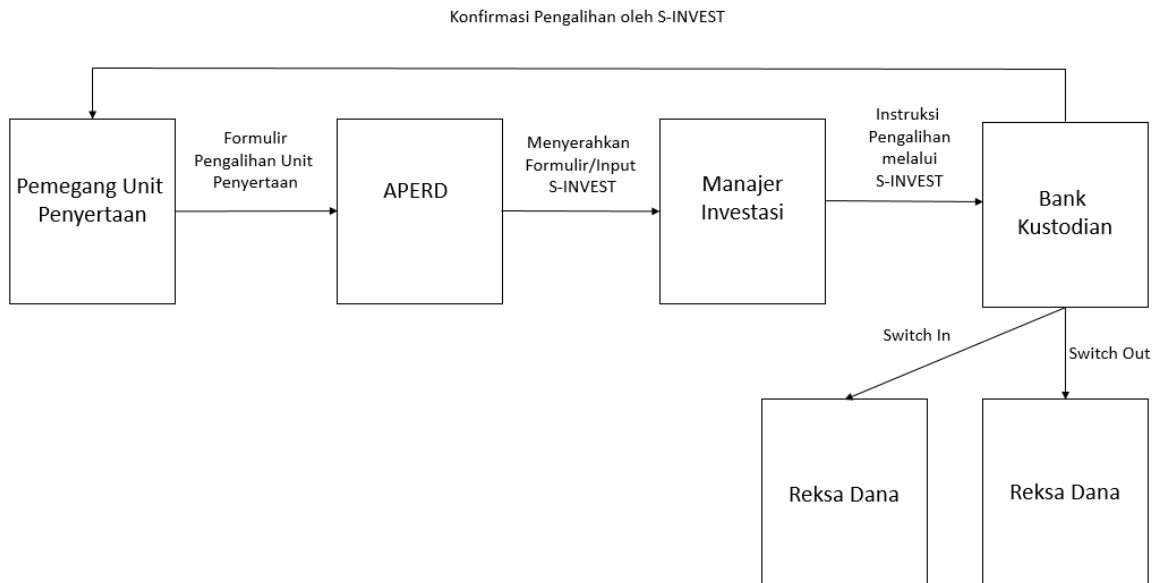 Konfirmasi Pengalihan oleh S-INVEST
Pemegang Unit
Penyertaan
Formulir
Pengalihan Unit
Penyertaan
APERD
Menyerahkan
Formulir/Input
S-INVEST
Manajer
Investasi
Instruksi
Pengalihan
melalui
S-INVEST
Bank
Kustodian
Switch In
Switch Out
Reksa Dana
Reksa Dana